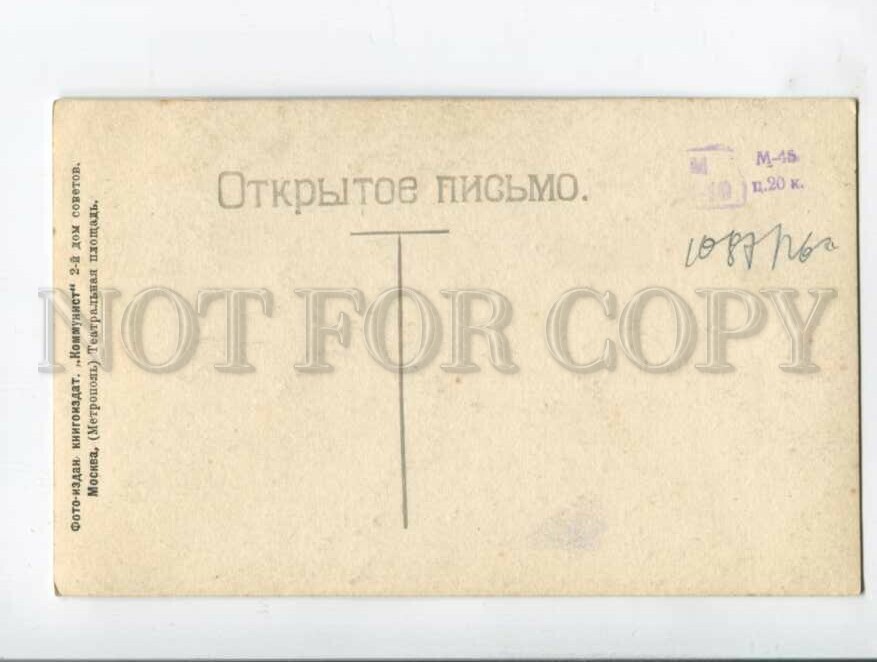 Открытое письмо.
М-45
ц.20 к.
М
NOT FOR COPY
Фото-издан. книгоиздат. „Коммунист“ 2-й дом советов.
Москва, (Метрополь) Театральная площадь.